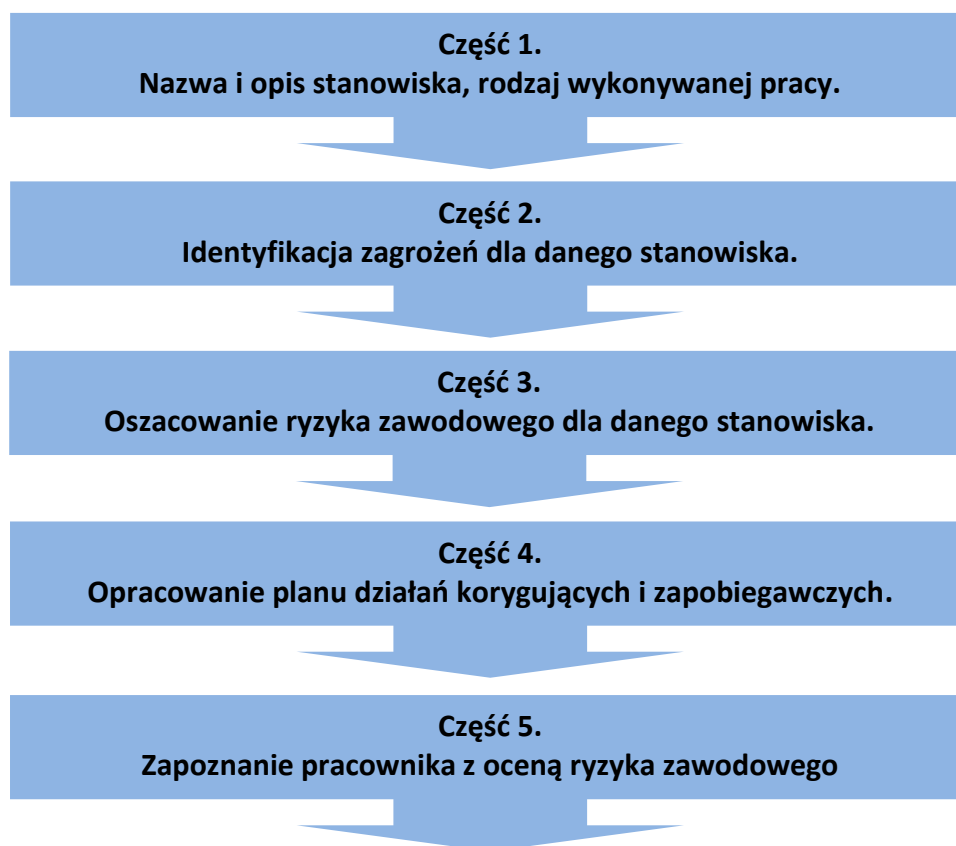 Część 1.
Nazwa i opis stanowiska, rodzaj wykonywanej pracy.
Część 2.
Identyfikacja zagrożeń dla danego stanowiska.
Część 3.
Oszacowanie ryzyka zawodowego dla danego stanowiska.
Część 4.
Opracowanie planu działań korygujących i zapobiegawczych.
Część 5.
Zapoznanie pracownika z oceną ryzyka zawodowego